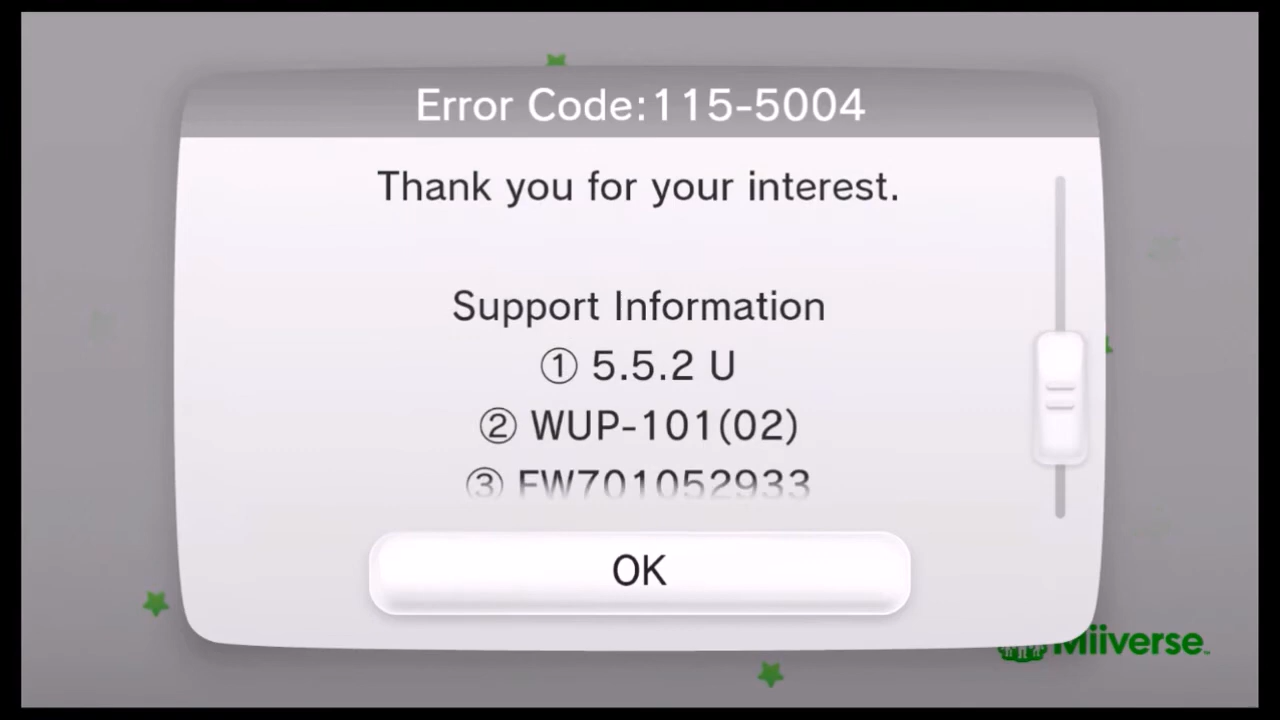 Error Code:115-5004
Thank you for your interest.
Support Information
① 5.5.2 U
② WUP-101(02)
③ FW701052933
OK
Miiverse™